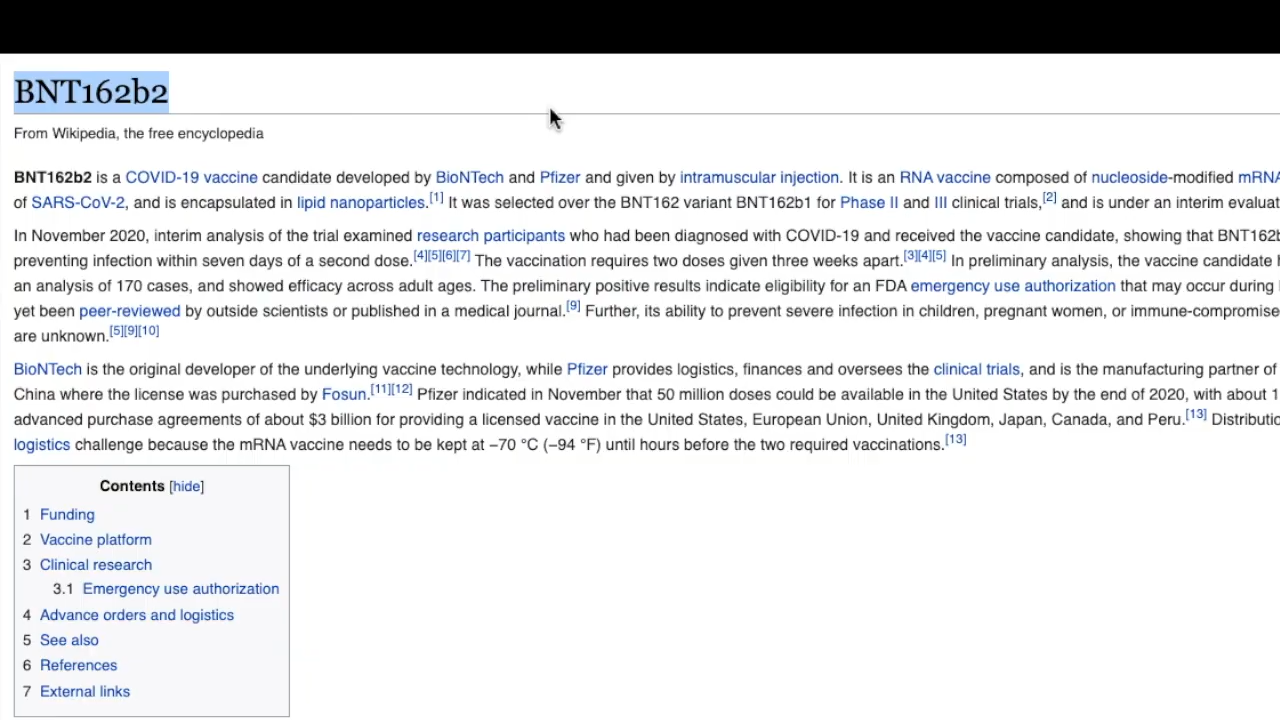 BNT162b2
From Wikipedia, the free encyclopedia
BNT162b2 is a COVID-19 vaccine candidate developed by BioNTech and Pfizer and given by intramuscular injection. It is an RNA vaccine composed of nucleoside-modified mRNA
of SARS-CoV-2, and is encapsulated in lipid nanoparticles.[1] It was selected over the BNT162 variant BNT162b1 for Phase II and III clinical trials,[2] and is under an interim
In November 2020, interim analysis of the trial examined research participants who had been diagnosed with COVID-19 and received the vaccine candidate, showing that
preventing infection within seven days of a second dose.[4][5][6][7] The vaccination requires two doses given three weeks apart.[3][4][5] In preliminary analysis, the vaccine candidate
an analysis of 170 cases, and showed efficacy across adult ages. The preliminary positive results indicate eligibility for an FDA emergency use authorization that may occur during
yet been peer-reviewed by outside scientists or published in a medical journal.[9] Further, its ability to prevent severe infection in children, pregnant women, or
are unknown.[5][9][10]
BioNTech is the original developer of the underlying vaccine technology, while Pfizer provides logistics, finances and oversees the clinical trials, and is the manufacturing partner of
China where the license was purchased by Fosun.[11][12] Pfizer indicated in November that 50 million doses could be available in the United States by the end of 2020, with about
advanced purchase agreements of about $3 billion for providing a licensed vaccine in the United States, European Union, United Kingdom, Japan, Canada, and Peru.[13]
logistics challenge because the mRNA vaccine needs to be kept at −70 °C (−94 °F) until hours before the two required vaccinations.[13]
Contents [hide]
1 Funding
2 Vaccine platform
3 Clinical research
3.1 Emergency use authorization
4 Advance orders and logistics
5 See also
6 References
7 External links